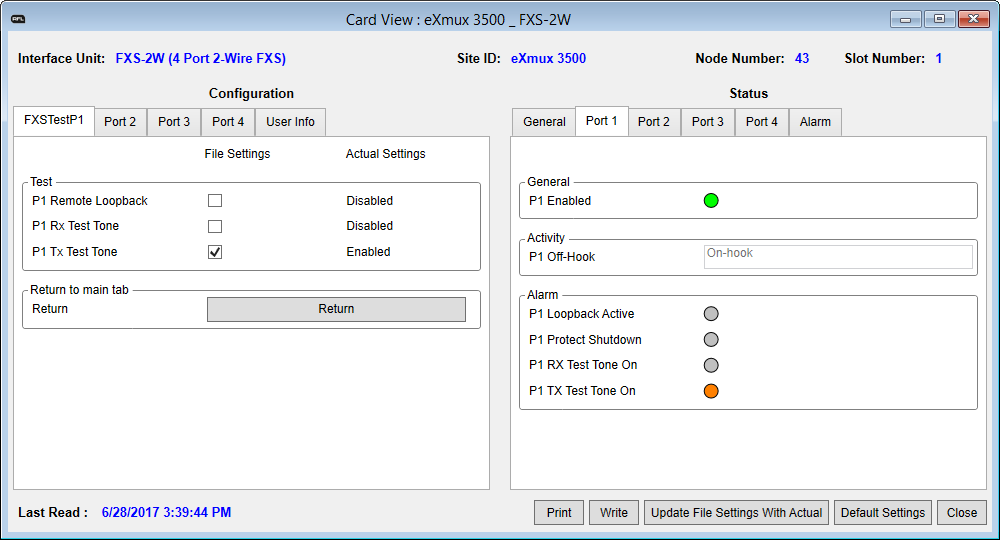 RFL
Card View : eXmux 3500 _ FXS-2W
Interface Unit: FXS-2W (4 Port 2-Wire FXS) Site ID: eXmux 3500 Node Number: 43 Slot Number: 1
Configuration Status
FXSTestP1 Port 2 Port 3 Port 4 User Info
General Port 1 Port 2 Port 3 Port 4 Alarm
File Settings Actual Settings
Test
P1 Remote Loopback Disabled
P1 Rx Test Tone Disabled
P1 Tx Test Tone Enabled
Return to main tab
Return Return
General
P1 Enabled
Activity
P1 Off-Hook On-hook
Alarm
P1 Loopback Active
P1 Protect Shutdown
P1 RX Test Tone On
P1 TX Test Tone On
Last Read : 6/28/2017 3:39:44 PM
Print Write Update File Settings With Actual Default Settings Close